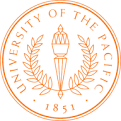 UNIVERSITY OF THE PACIFIC
1851